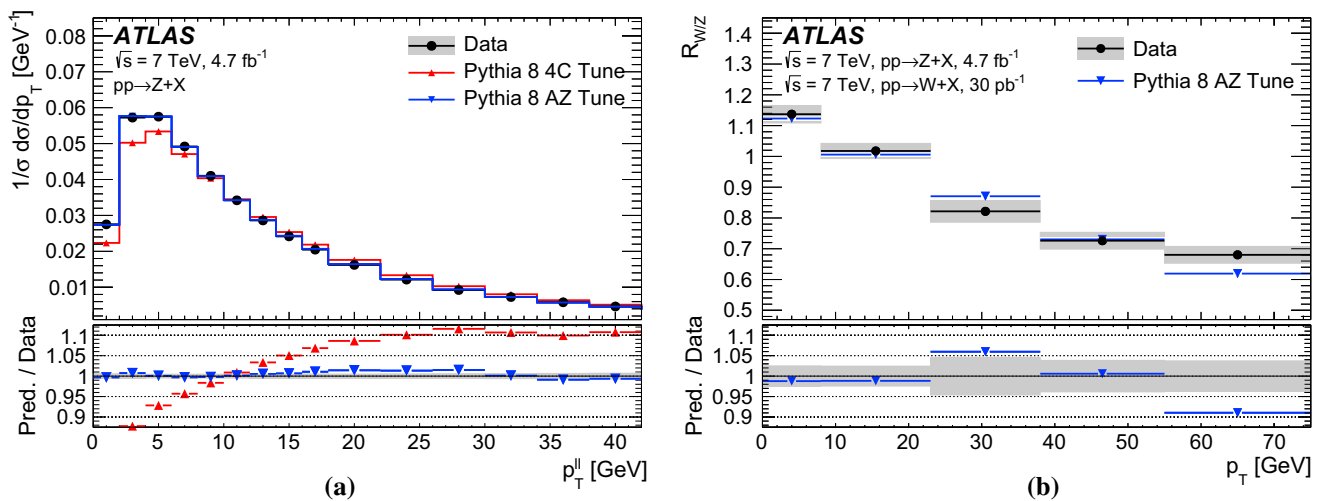 1/σ dσ/dp_T [GeV⁻¹]
0.08
0.07
0.06
0.05
0.04
0.03
0.02
0.01
ATLAS
√s = 7 TeV, 4.7 fb⁻¹
pp→Z+X
Data
Pythia 8 4C Tune
Pythia 8 AZ Tune
Pred. / Data
1.1
1.05
1
0.95
0.9
0 5 10 15 20 25 30 35 40
p_T^ll [GeV]
(a)
R_W/Z
1.4
1.3
1.2
1.1
1
0.9
0.8
0.7
0.6
0.5
ATLAS
√s = 7 TeV, pp→Z+X, 4.7 fb⁻¹
√s = 7 TeV, pp→W+X, 30 pb⁻¹
Data
Pythia 8 AZ Tune
Pred. / Data
1.1
1.05
1
0.95
0.9
0 10 20 30 40 50 60 70
p_T [GeV]
(b)